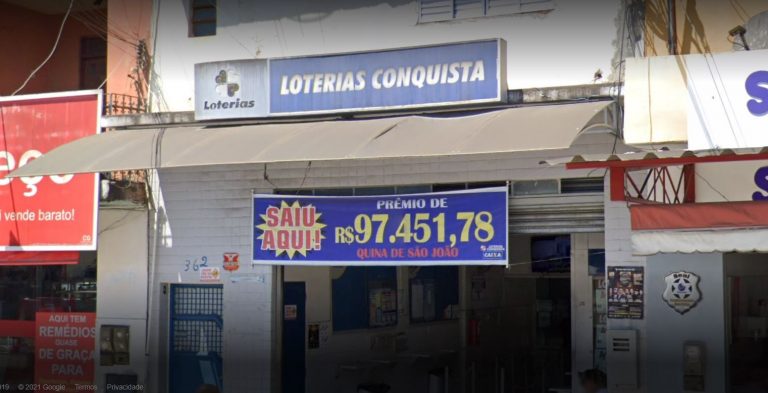 Loterias
LOTERIAS CONQUISTA
SAIU
AQUI!
PRÊMIO DE
R$97.451,78
QUINA DE SÃO JOÃO
CAIXA
eço
i vende barato!
AQUI TEM
REMÉDIOS
QUASE
DE GRAÇA
PARA
362
S
S
© 2021 Google
Termos
Privacidade